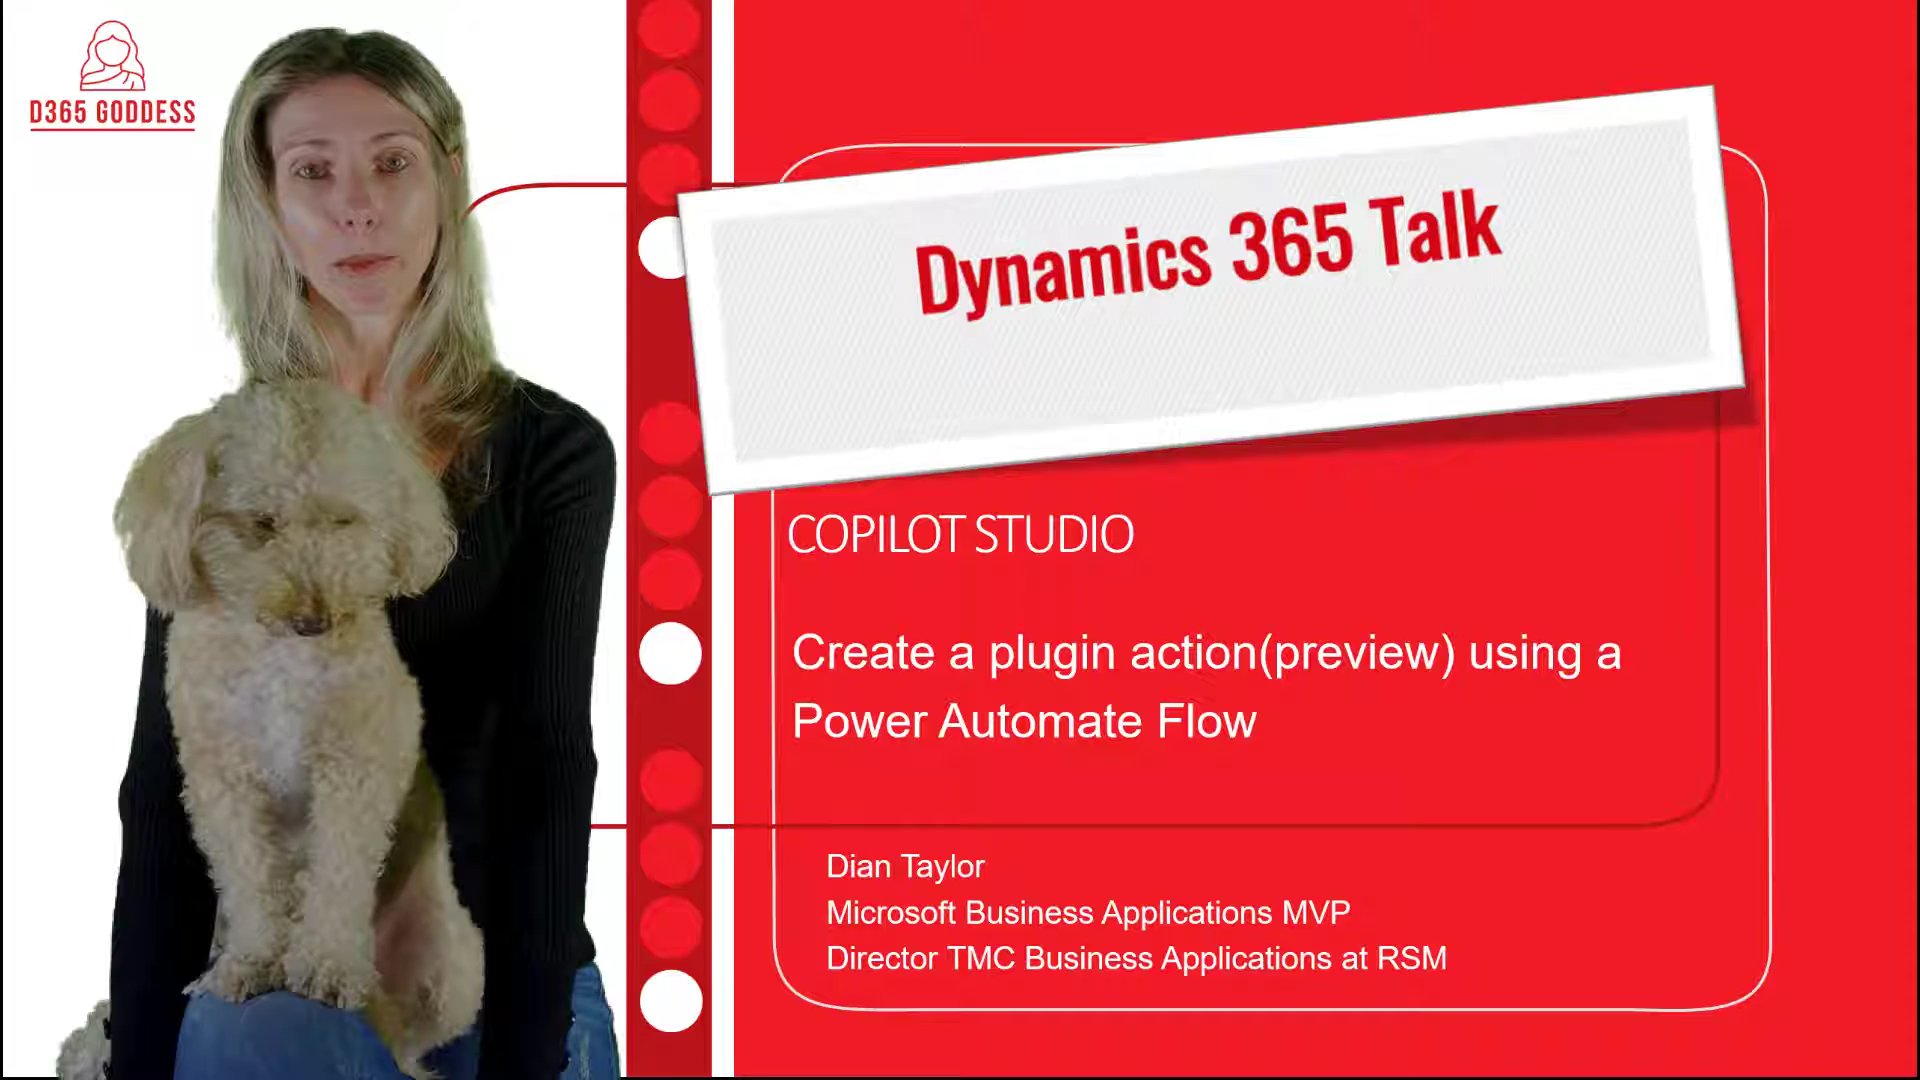 D365 GODDESS
Dynamics 365 Talk
COPILOT STUDIO
Create a plugin action(preview) using a
Power Automate Flow
Dian Taylor
Microsoft Business Applications MVP
Director TMC Business Applications at RSM